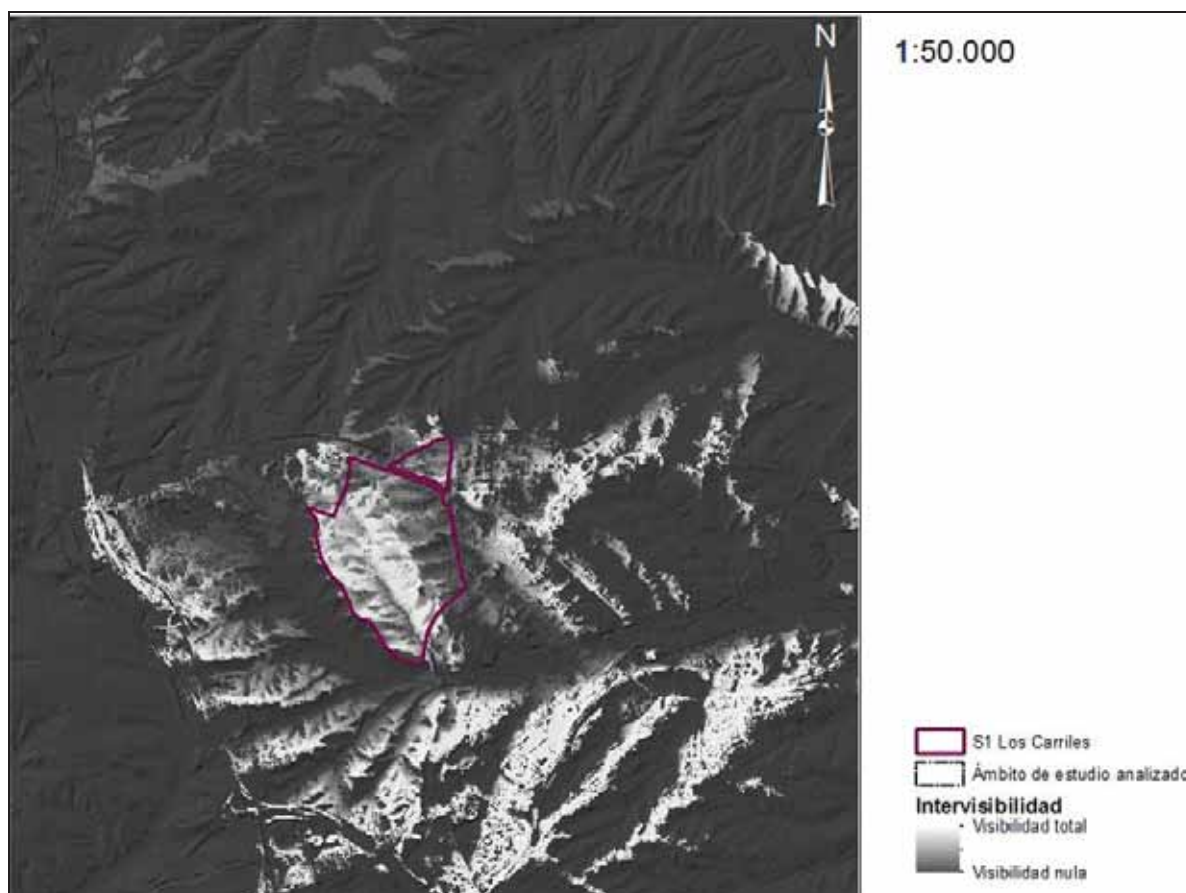 N
1:50.000
S1 Los Carriles
Ámbito de estudio analizado
Intervisibilidad
Visibilidad total
Visibilidad nula